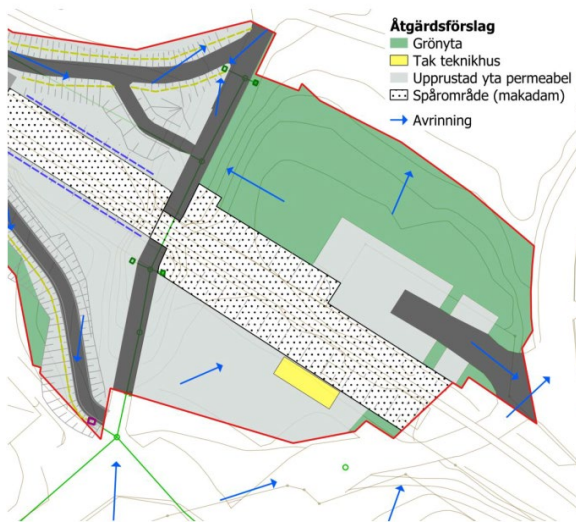 Åtgärdsförslag
Grönyta
Tak teknikhus
Upprustad yta permeabel
Spårområde (makadam)
Avrinning